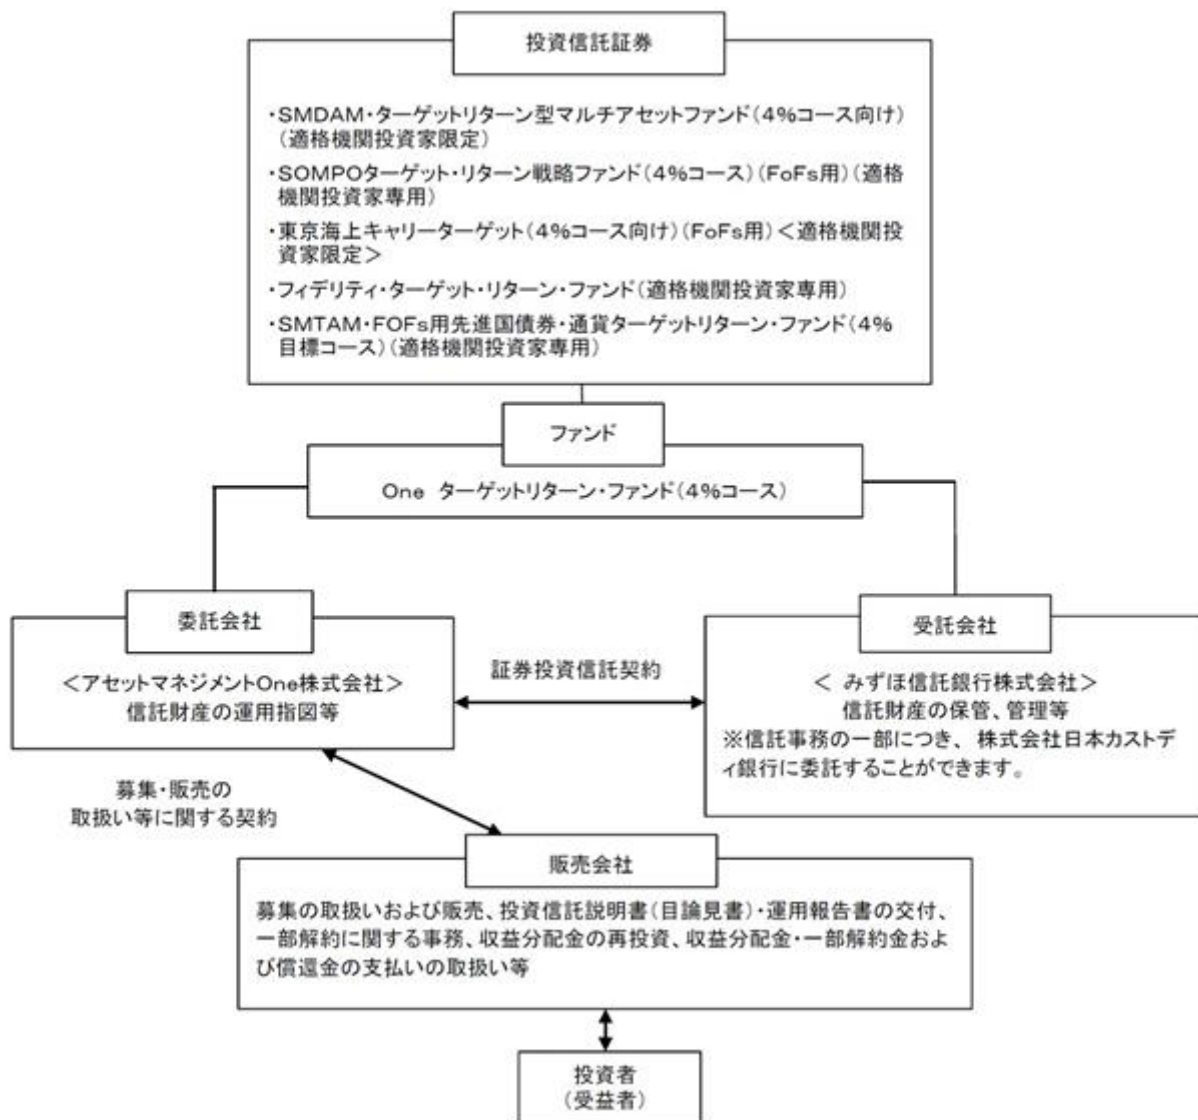 投資信託証券
・SMDAM・ターゲットリターン型マルチアセットファンド(4%コース向け)
(適格機関投資家限定)
・SOMPOターゲット・リターン戦略ファンド(4%コース)(FoFs用)(適格
機関投資家専用)
・東京海上キャリーターゲット(4%コース向け)(FoFs用)<適格機関投
資家限定>
・フィデリティ・ターゲット・リターン・ファンド(適格機関投資家専用)
・SMTAM・FOFs用先進国債券・通貨ターゲットリターン・ファンド(4%
目標コース)(適格機関投資家専用)
ファンド
One ターゲットリターン・ファンド(4%コース)
委託会社
<アセットマネジメントOne株式会社>
信託財産の運用指図等
証券投資信託契約
受託会社
< みずほ信託銀行株式会社>
信託財産の保管、管理等
※信託事務の一部につき、 株式会社日本カストデ
ィ銀行に委託することができます。
募集・販売の
取扱い等に関する契約
販売会社
募集の取扱いおよび販売、投資信託説明書(目論見書)・運用報告書の交付、
一部解約に関する事務、収益分配金の再投資、収益分配金・一部解約金およ
び償還金の支払いの取扱い等
投資者
(受益者)